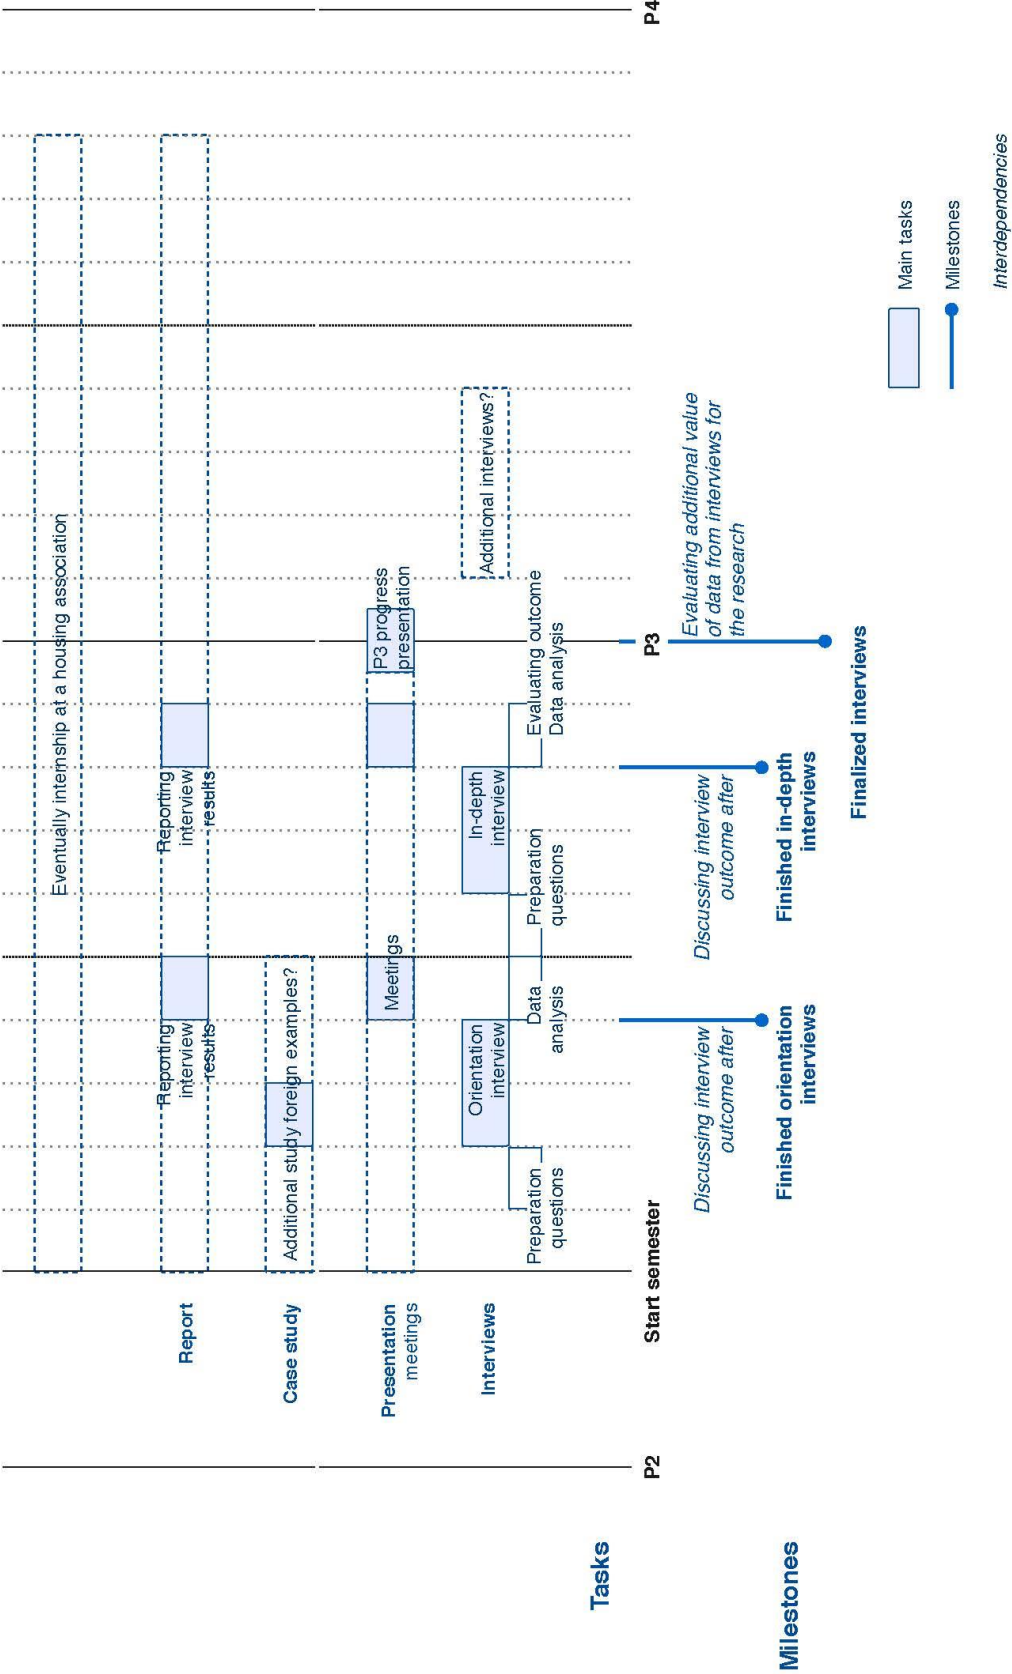 Eventually internship at a housing association
Report
Reporting
interview
results
Reporting
interview
results
Case study
Additional study foreign examples?
Presentation
meetings
Meetings
P3 progress
presentation
Interviews
Orientation
interview
In-depth
interview
Additional interviews?
Preparation
questions
Data
analysis
Preparation
questions
Evaluating outcome
Data analysis
Tasks
P2
Start semester
P3
P4
Discussing interview
outcome after
Discussing interview
outcome after
Evaluating additional value
of data from interviews for
the research
Milestones
Finished orientation
interviews
Finished in-depth
interviews
Finalized interviews
Main tasks
Milestones
Interdependencies